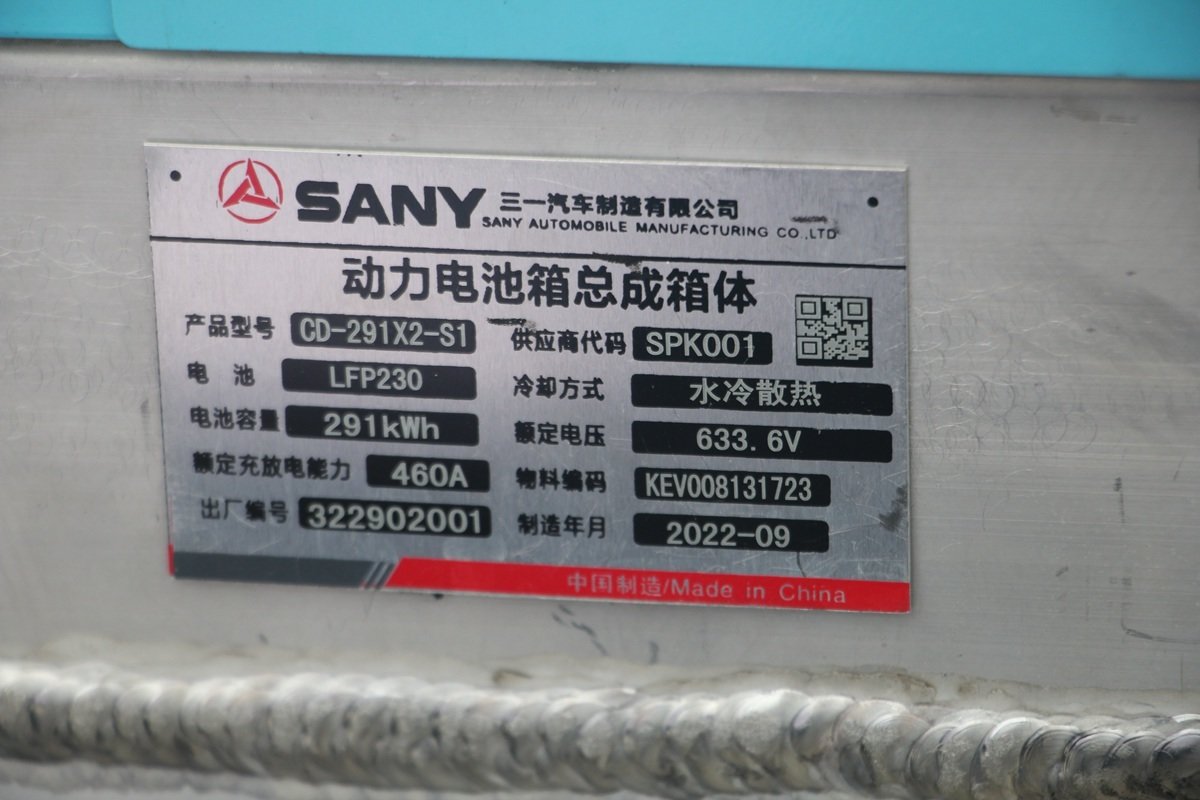 SANY 三一汽车制造有限公司
SANY AUTOMOBILE MANUFACTURING CO.,LTD
动力电池箱总成箱体
产品型号 CD-291X2-S1 供应商代码 SPK001
电池 LFP230 冷却方式 水冷散热
电池容量 291kWh 额定电压 633.6V
额定充放电能力 460A 物料编码 KEV008131723
出厂编号 322902001 制造年月 2022-09
中国制造/Made in China